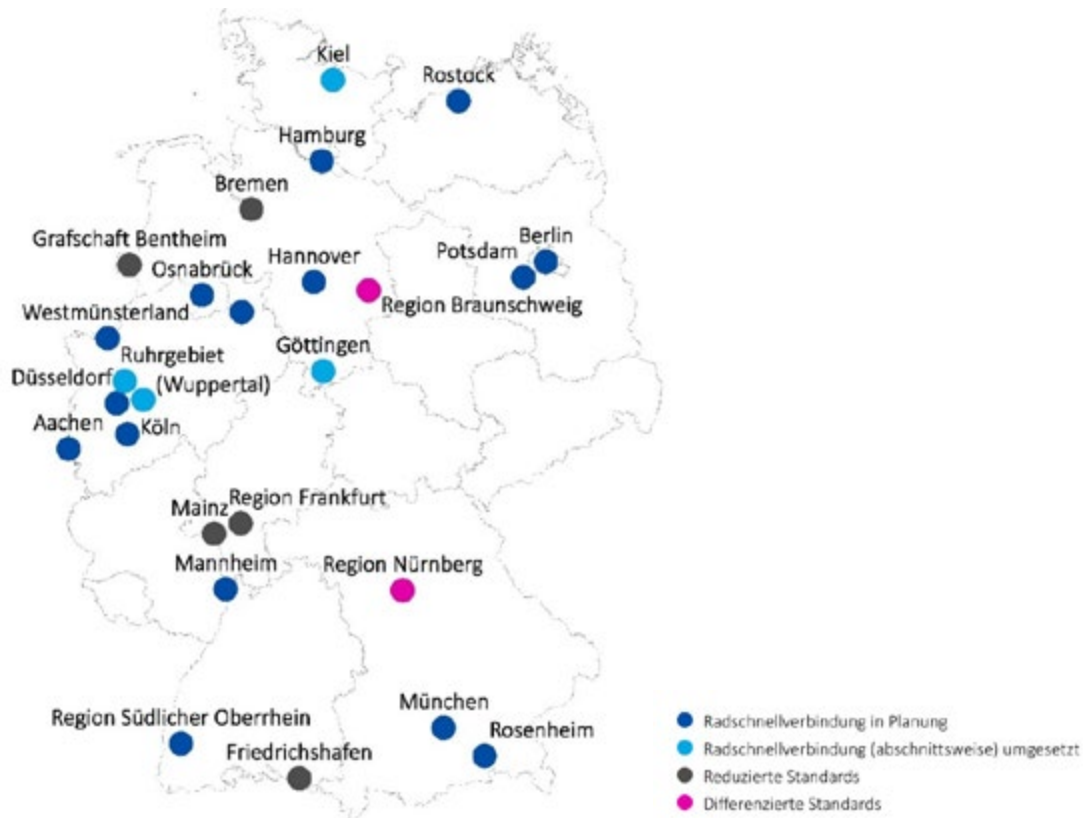 Kiel
Rostock
Hamburg
Bremen
Grafschaft Bentheim
Osnabrück
Hannover
Potsdam
Berlin
Region Braunschweig
Westmünsterland
Ruhrgebiet
Göttingen
Düsseldorf
(Wuppertal)
Aachen
Köln
Mainz
Region Frankfurt
Mannheim
Region Nürnberg
Region Südlicher Oberrhein
München
Rosenheim
Friedrichshafen
Radschnellverbindung in Planung
Radschnellverbindung (abschnittsweise) umgesetzt
Reduzierte Standards
Differenzierte Standards